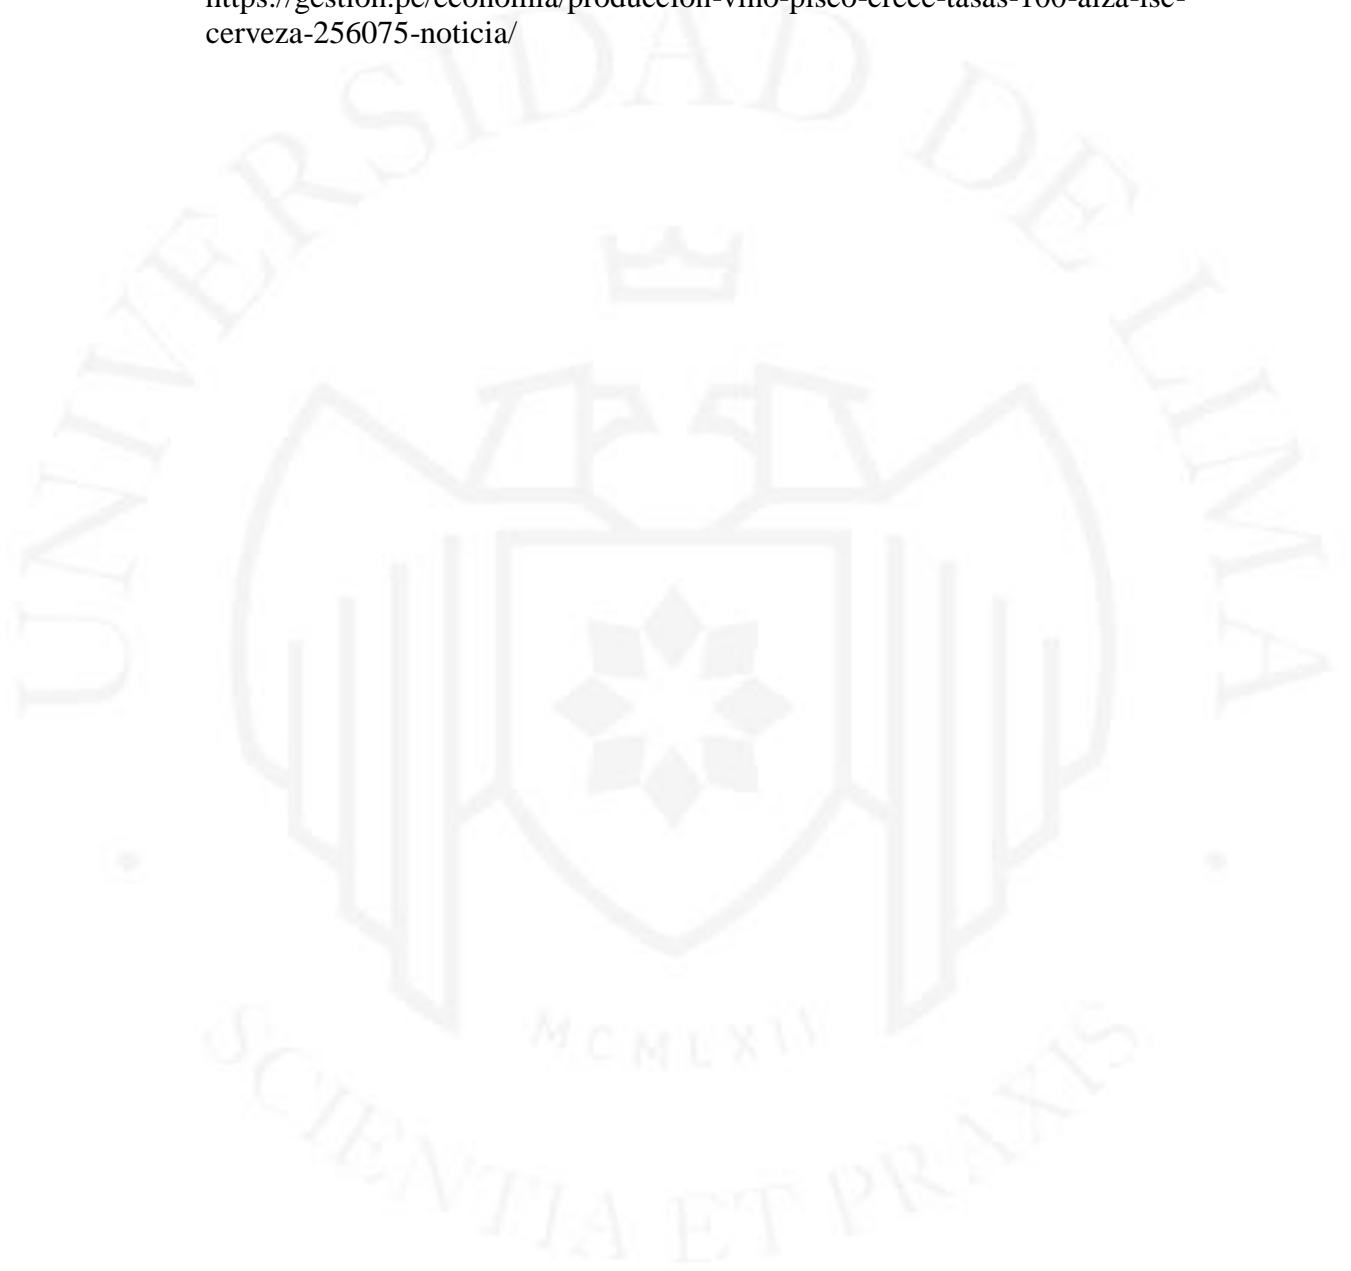 https://gestion.pe/economia/produccion-vino-pisco-crece-tasas-100-alza-isc-
cerveza-256075-noticia/
UNIVERSIDAD DE LIMA
MCMLXII
SCIENTIA ET PRAXIS